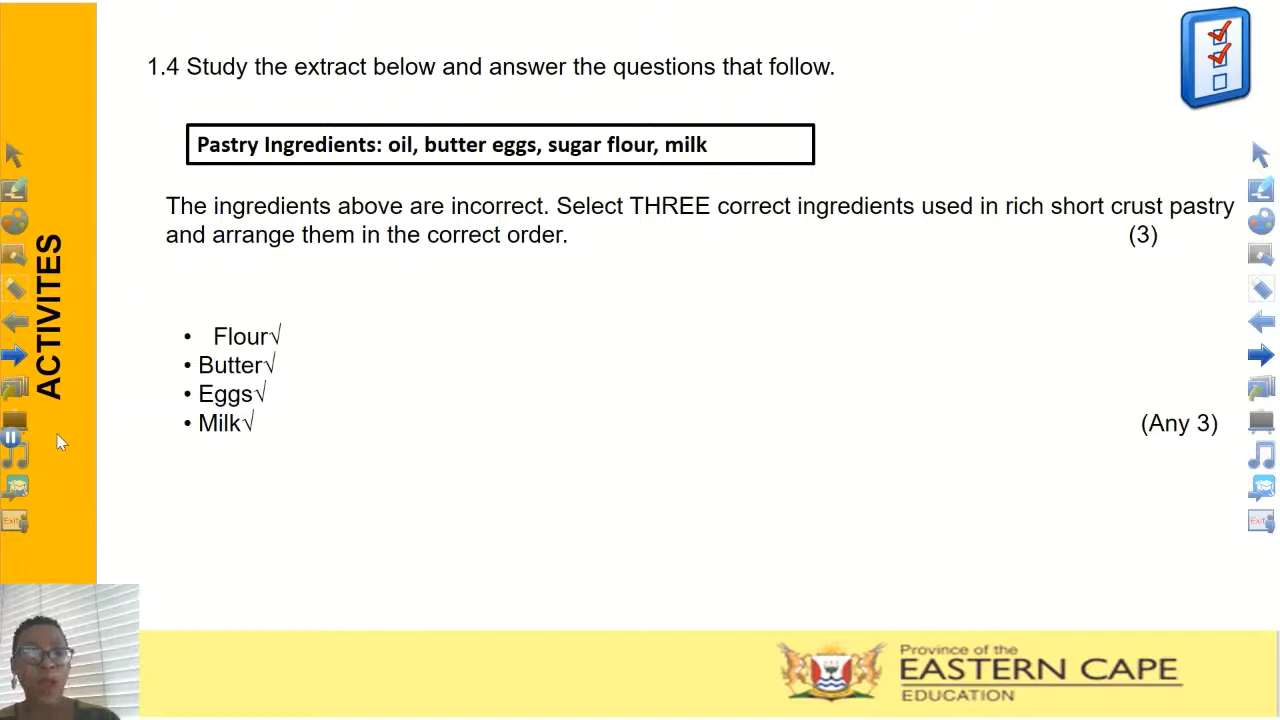 1.4 Study the extract below and answer the questions that follow.
Pastry Ingredients: oil, butter eggs, sugar flour, milk
The ingredients above are incorrect. Select THREE correct ingredients used in rich short crust pastry
and arrange them in the correct order. (3)
• Flour√
• Butter√
• Eggs√
• Milk√ (Any 3)
ACTIVITES
Exit
Exit
Province of the
EASTERN CAPE
EDUCATION